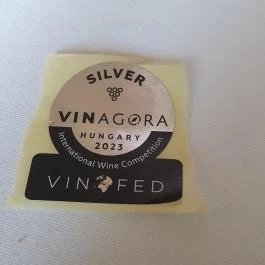 SILVER
VINAGORA
HUNGARY
2023
International Wine Competition
VINOFED